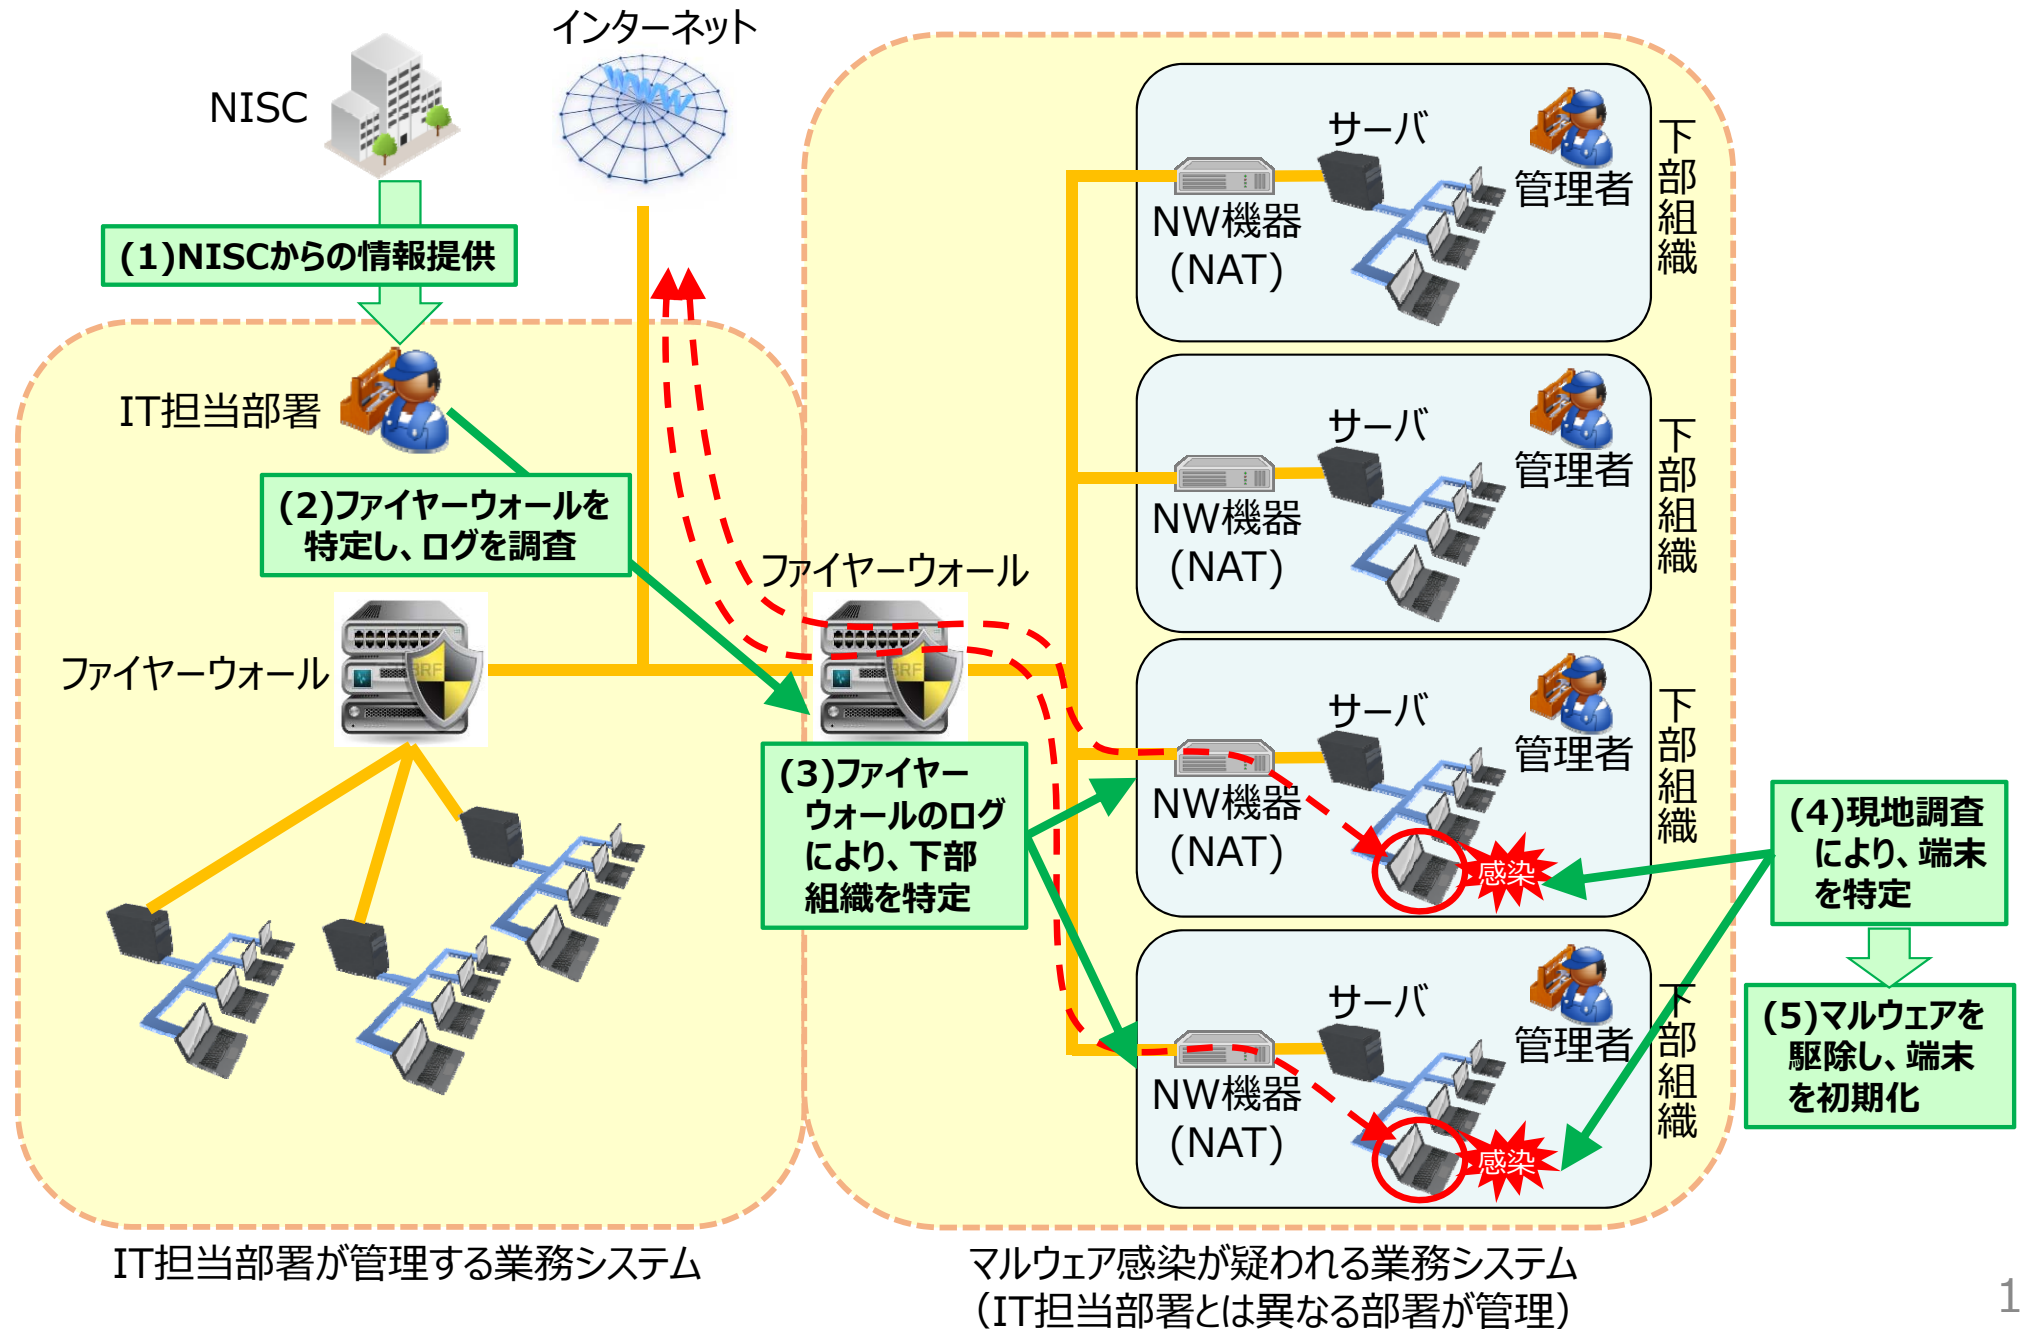 インターネット
NISC
(1)NISCからの情報提供
IT担当部署
(2)ファイヤーウォールを
特定し、ログを調査
ファイヤーウォール
ファイヤーウォール
(3)ファイヤー
ウォールのログ
により、下部
組織を特定
サーバ
管理者
NW機器
(NAT)
下部組織
サーバ
管理者
NW機器
(NAT)
下部組織
サーバ
管理者
NW機器
(NAT)
感染
下部組織
サーバ
管理者
NW機器
(NAT)
感染
下部組織
(4)現地調査
により、端末
を特定
(5)マルウェアを
駆除し、端末
を初期化
IT担当部署が管理する業務システム
マルウェア感染が疑われる業務システム
（IT担当部署とは異なる部署が管理）
1